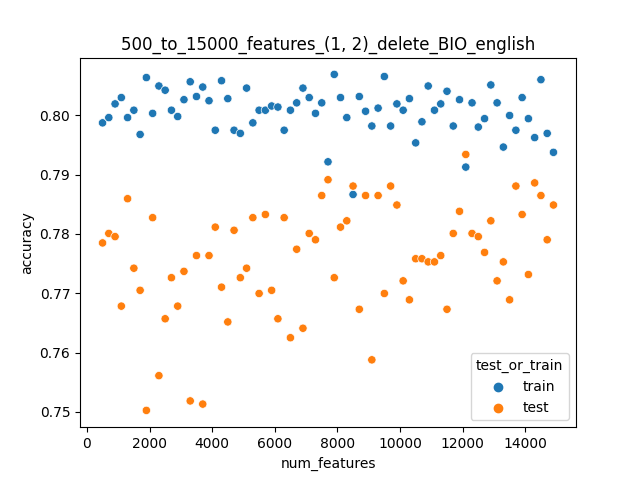 500_to_15000_features_(1, 2)_delete_BIO_english
accuracy
0.80
0.79
0.78
0.77
0.76
0.75
0
2000
4000
6000
8000
10000
12000
14000
num_features
test_or_train
train
test